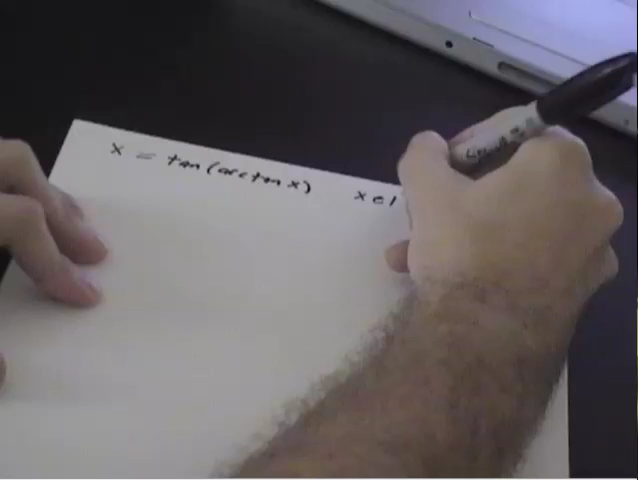 x = tan(arctan x) x ∈